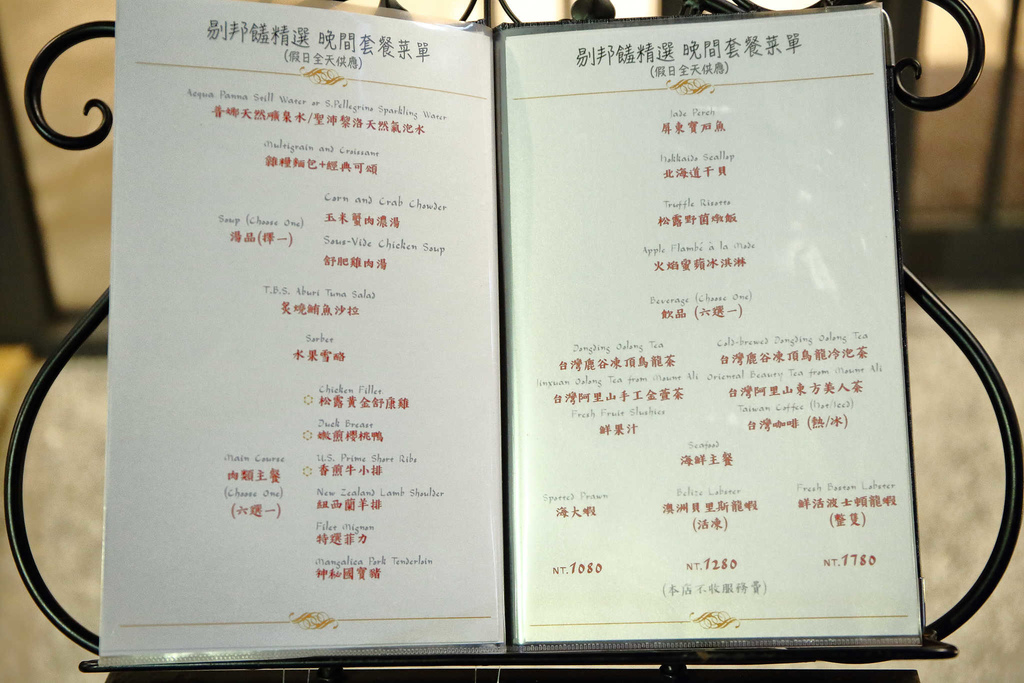 剔邦饈精選 晚間套餐菜單
(假日全天供應)
Acqua Panna Still Water or S.Pellegrino Sparkling Water
普娜天然礦泉水/聖沛黎洛天然氣泡水
Multigrain and Croissant
雜糧麵包+經典可頌
Soup (Choose One)
湯品(擇一)
Corn and Crab Chowder
玉米蟹肉濃湯
Sous-Vide Chicken Soup
舒肥雞肉湯
T.B.S. Aburi Tuna Salad
炙燒鮪魚沙拉
Sorbet
水果雪酪
Main Course
肉類主餐
(Choose One)
(六選一)
Chicken Fillet
松露黃金舒康雞
Duck Breast
嫩煎櫻桃鴨
U.S. Prime Short Ribs
香煎牛小排
New Zealand Lamb Shoulder
紐西蘭羊排
Filet Mignon
特選菲力
Mangalica Pork Tenderloin
神秘國寶豬
剔邦饈精選 晚間套餐菜單
(假日全天供應)
Jade Perch
屏東寶石魚
Hokkaido Scallop
北海道干貝
Truffle Risotto
松露野菌燉飯
Apple Flambé à la Mode
火焰蜜蘋冰淇淋
Beverage (Choose One)
飲品 (六選一)
Dongding Oolong Tea
台灣鹿谷凍頂烏龍茶
Cold-brewed Dongding Oolong Tea
台灣鹿谷凍頂烏龍冷泡茶
Jinxuan Oolong Tea from Mount Ali
台灣阿里山手工金萱茶
Oriental Beauty Tea from Mount Ali
台灣阿里山東方美人茶
Fresh Fruit Slushies
鮮果汁
Taiwan Coffee (Hot/Iced)
台灣咖啡 (熱/冰)
Seafood
海鮮主餐
Spotted Prawn
海大蝦
NT.1080
Belize Lobster
澳洲貝里斯龍蝦
(活凍)
NT.1280
Fresh Boston Lobster
鮮活波士頓龍蝦
(整隻)
NT.1780
(本店不收服務費)